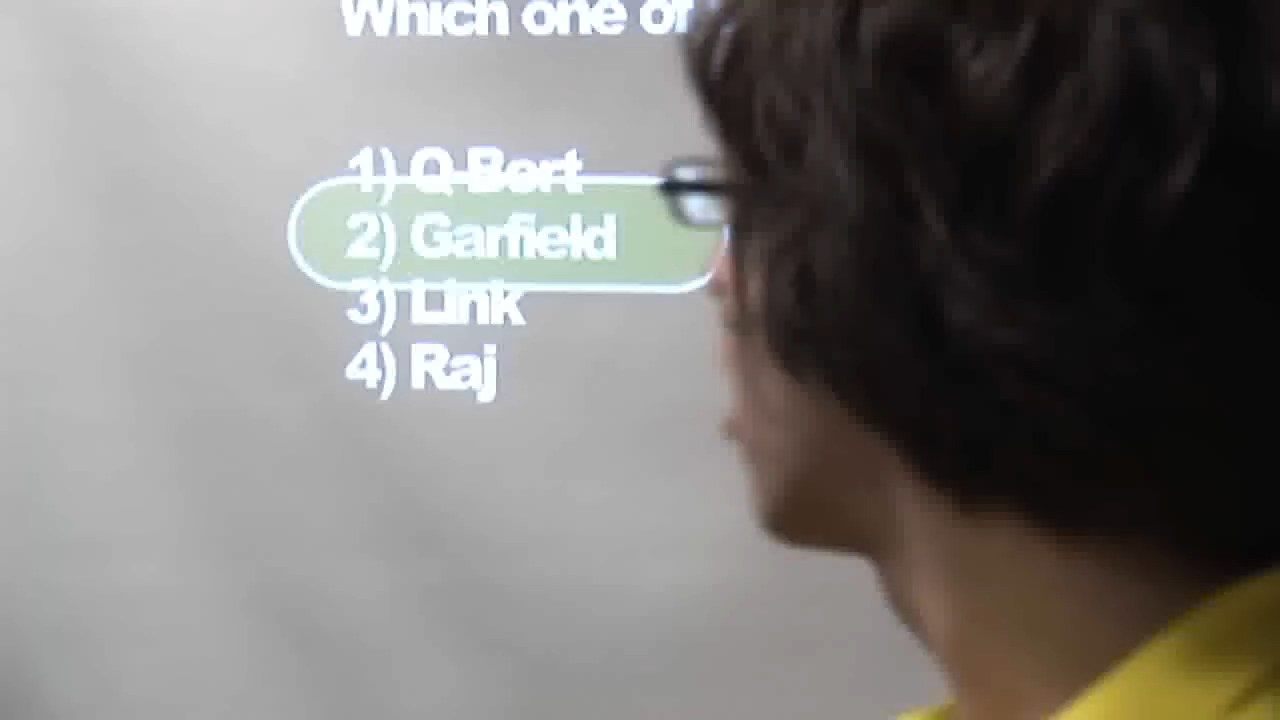 Which one of
1) Q Bert
2) Garfield
3) Link
4) Raj